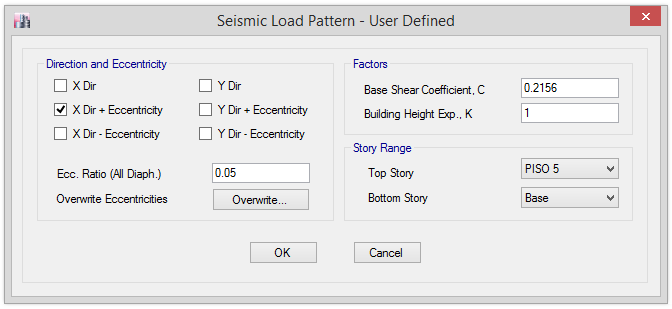 Seismic Load Pattern - User Defined
Direction and Eccentricity
X Dir
Y Dir
X Dir + Eccentricity
Y Dir + Eccentricity
X Dir - Eccentricity
Y Dir - Eccentricity
Ecc. Ratio (All Diaph.)
0.05
Overwrite Eccentricities
Overwrite...
Factors
Base Shear Coefficient, C
0.2156
Building Height Exp., K
1
Story Range
Top Story
PISO 5
Bottom Story
Base
OK
Cancel